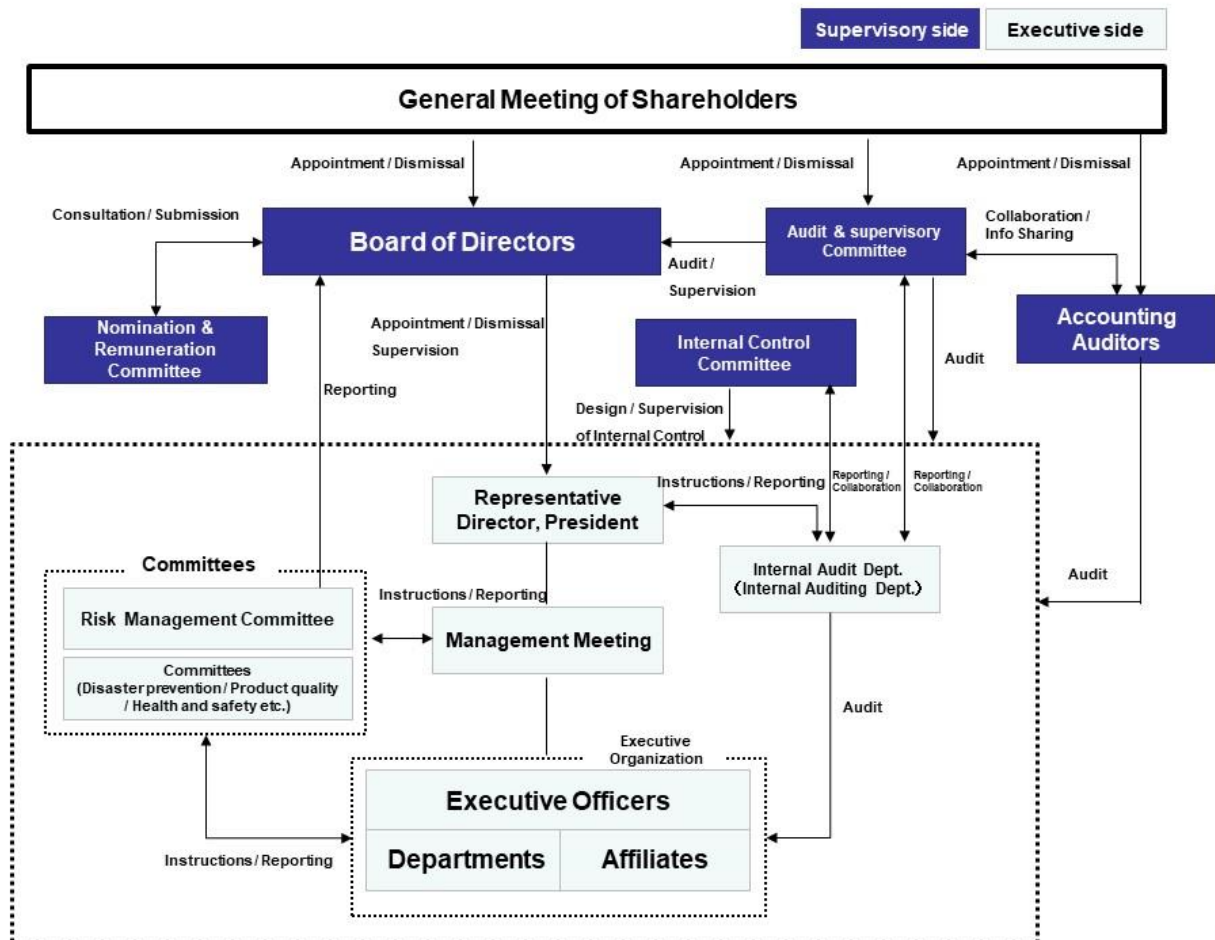 Supervisory side
Executive side
General Meeting of Shareholders
Appointment / Dismissal
Appointment / Dismissal
Appointment / Dismissal
Consultation / Submission
Board of Directors
Audit & supervisory
Committee
Collaboration /
Info Sharing
Audit /
Supervision
Nomination &
Remuneration
Committee
Appointment / Dismissal
Supervision
Internal Control
Committee
Accounting
Auditors
Audit
Reporting
Design / Supervision
of Internal Control
Representative
Director, President
Instructions / Reporting
Reporting /
Collaboration
Reporting /
Collaboration
Internal Audit Dept.
（Internal Auditing Dept.）
Audit
Committees
Risk Management Committee
Committees
(Disaster prevention / Product quality
/ Health and safety etc.)
Instructions / Reporting
Management Meeting
Audit
Executive
Organization
Executive Officers
Departments
Affiliates
Instructions / Reporting